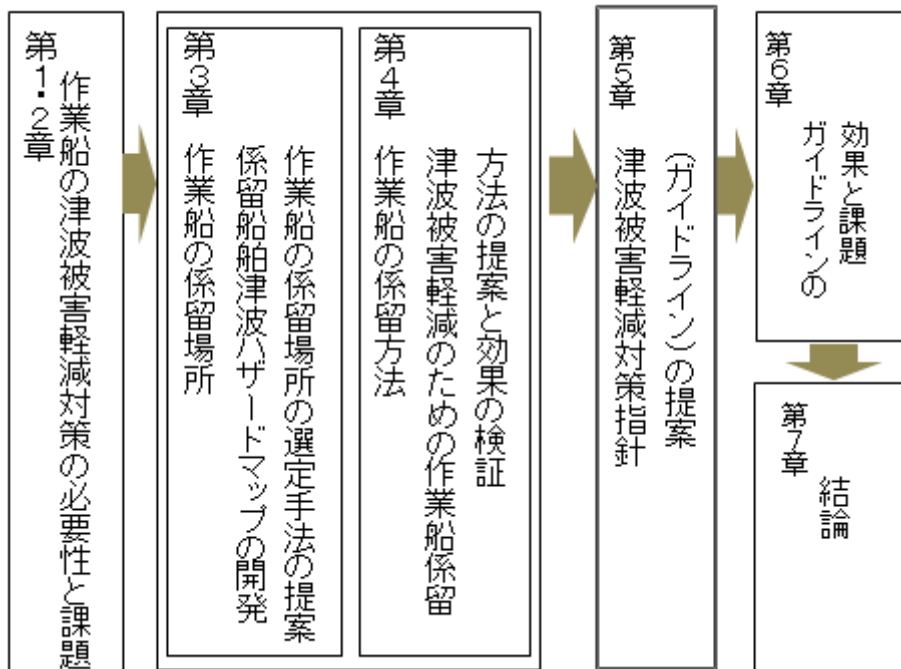 第1・2章
作業船の津波被害軽減対策の必要性と課題
第3章
作業船の係留場所
係留船舶津波ハザードマップの開発
作業船の係留場所の選定手法の提案
第4章
作業船の係留方法
津波被害軽減のための作業船係留
方法の提案と効果の検証
第5章
津波被害軽減対策指針
（ガイドライン）の提案
第6章
ガイドラインの
効果と課題
第7章
結論